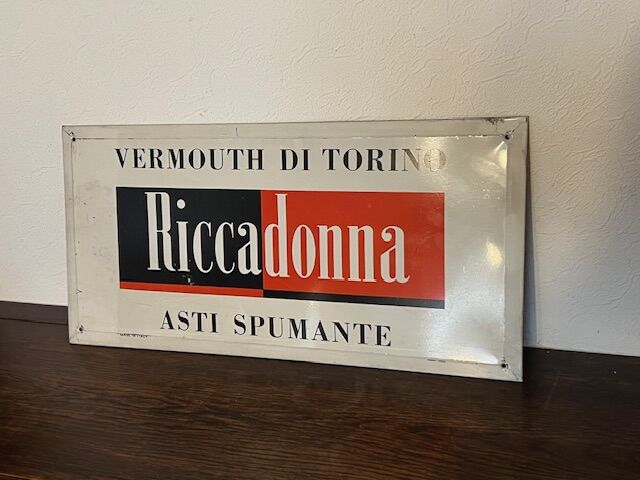 VERMOUTH DI TORINO
Riccadonna
ASTI SPUMANTE